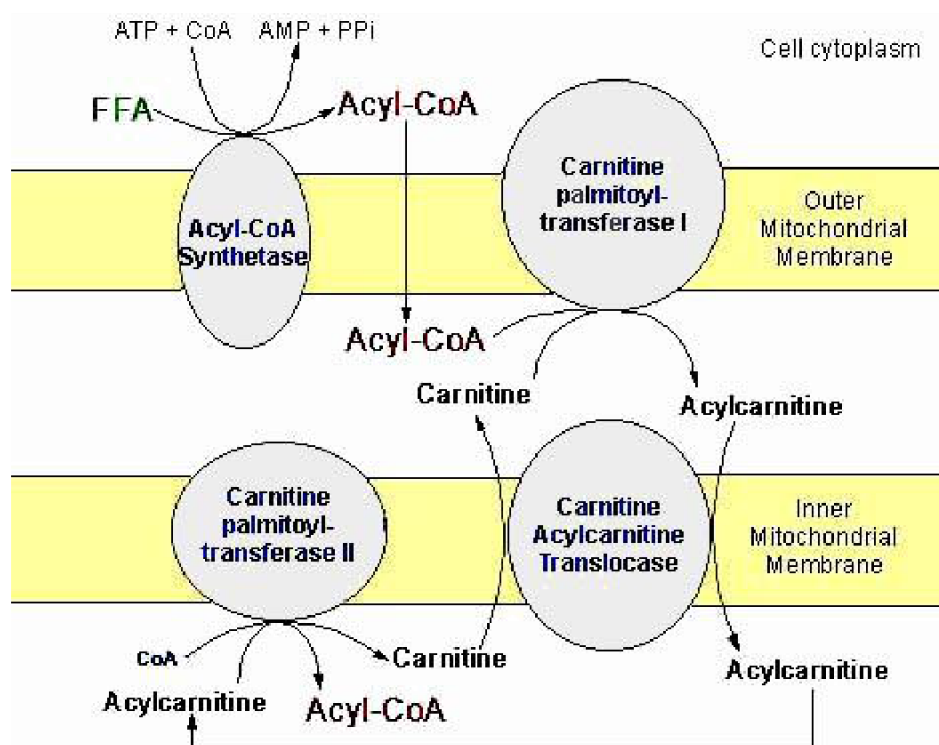 ATP + CoA
AMP + PPi
Cell cytoplasm
FFA
Acyl-CoA
Carnitine
palmitoyl-
transferase I
Outer
Mitochondrial
Membrane
Acyl-CoA
Synthetase
Acyl-CoA
Carnitine
Acylcarnitine
Carnitine
palmitoyl-
transferase II
Carnitine
Acylcarnitine
Translocase
Inner
Mitochondrial
Membrane
CoA
Carnitine
Acylcarnitine
Acylcarnitine
Acyl-CoA